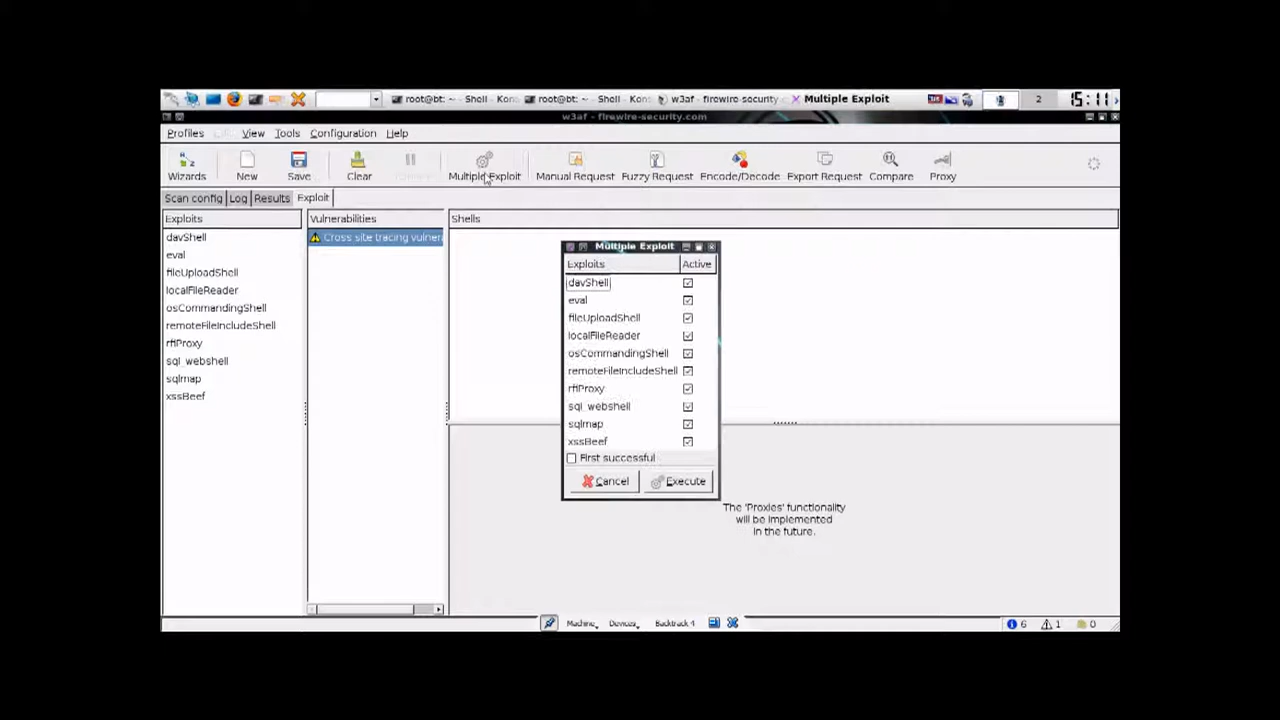 root@bt: ~ - Shell - Kons
root@bt: ~ - Shell - Kons
w3af - firewire-security
Multiple Exploit
2
15:11
w3af - firewire-security.com
Profiles
View
Tools
Configuration
Help
Wizards
New
Save
Clear
Multiple Exploit
Manual Request
Fuzzy Request
Encode/Decode
Export Request
Compare
Proxy
Scan config
Log
Results
Exploit
Exploits
Vulnerabilities
Shells
davShell
eval
fileUploadShell
localFileReader
osCommandingShell
remoteFileIncludeShell
rfiProxy
sql_webshell
sqlmap
xssBeef
Cross site tracing vulnera
Multiple Exploit
Exploits
Active
davShell
eval
fileUploadShell
localFileReader
osCommandingShell
remoteFileIncludeShell
rfiProxy
sql_webshell
sqlmap
xssBeef
First successful
Cancel
Execute
The 'Proxies' functionality
will be implemented
in the future.
Machine
Devices
Backtrack 4
6
1
0